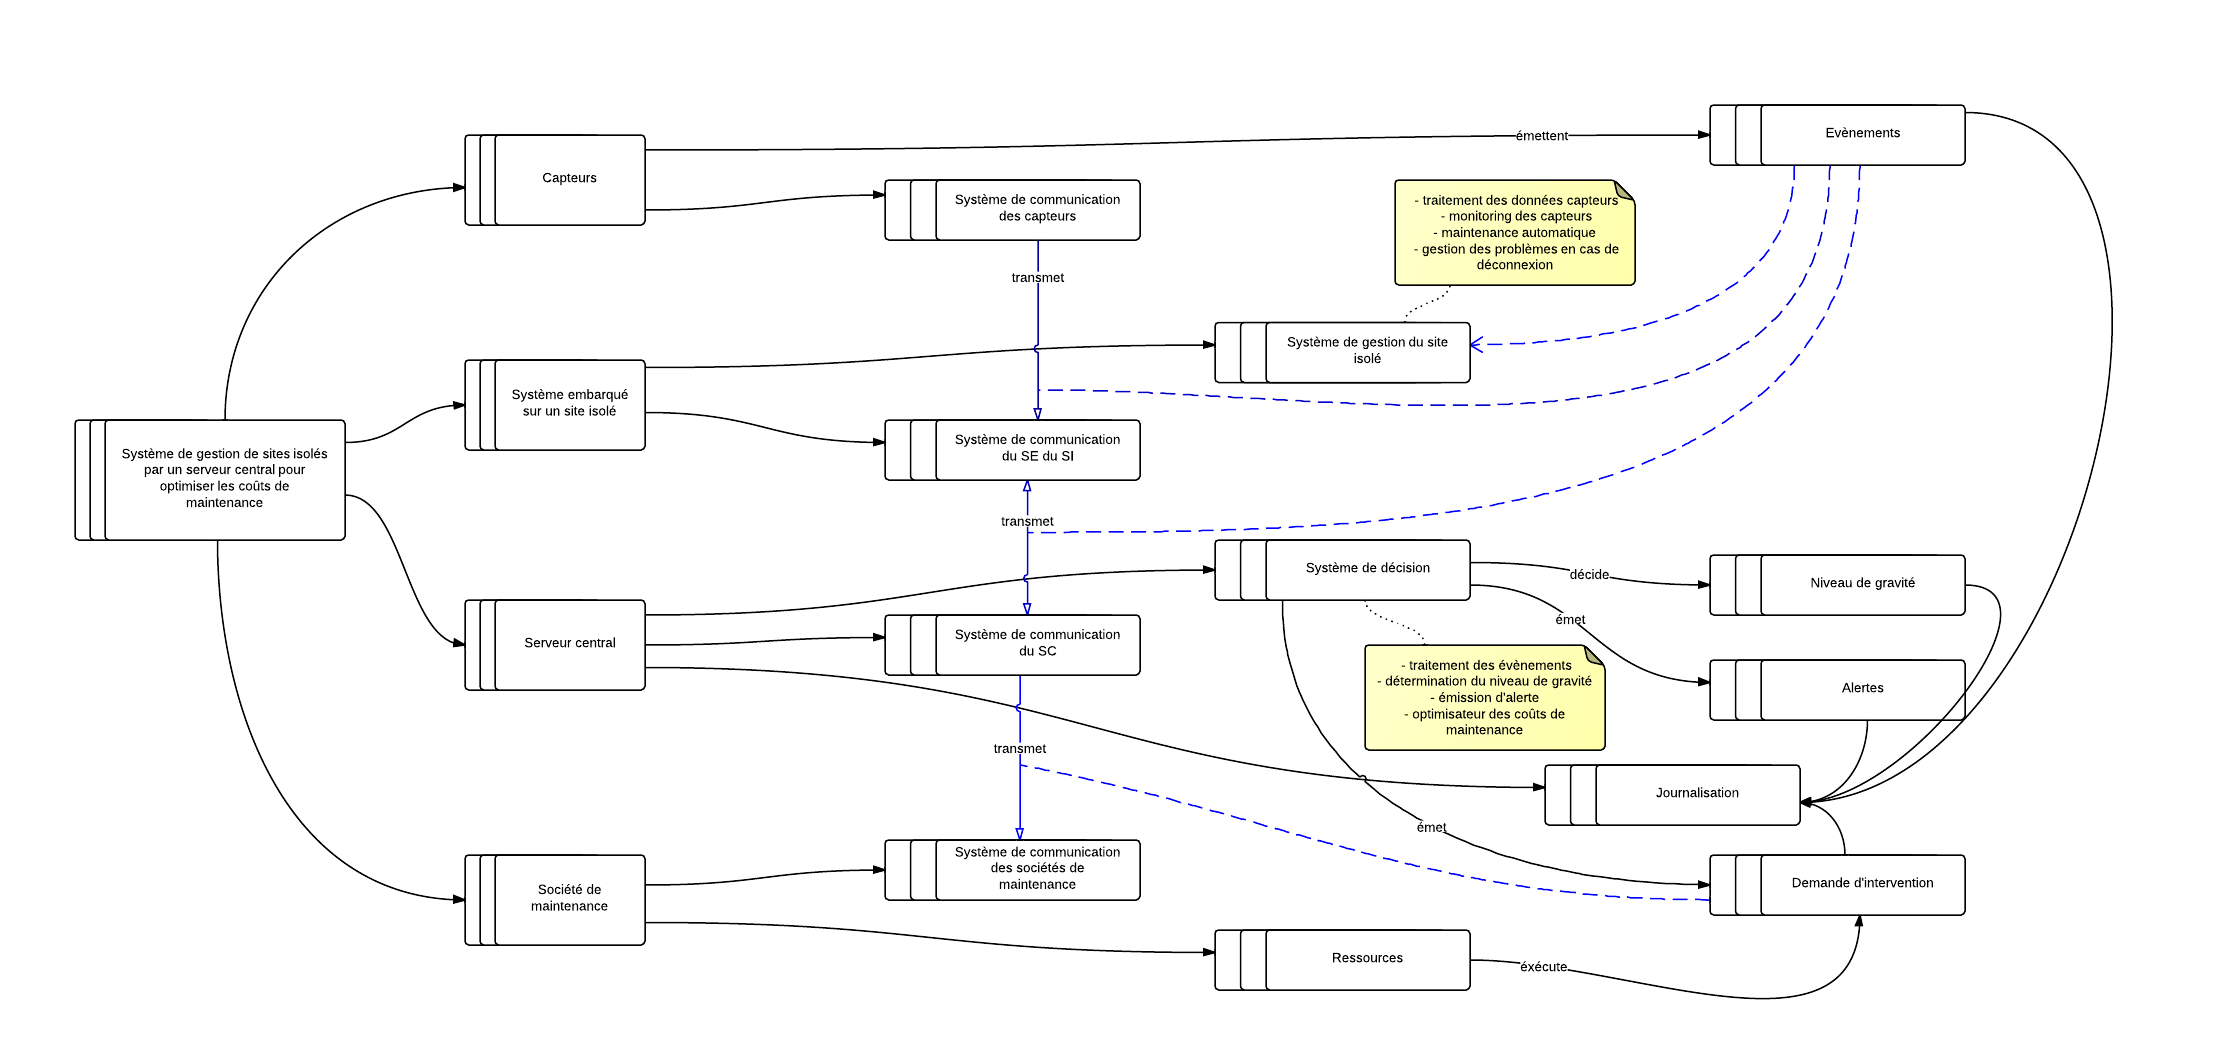 émettent
Evènements
Capteurs
Système de communication
des capteurs
- traitement des données capteurs
- monitoring des capteurs
- maintenance automatique
- gestion des problèmes en cas de
déconnexion
transmet
Système de gestion du site
isolé
Système embarqué
sur un site isolé
Système de communication
du SE du SI
Système de gestion de sites isolés
par un serveur central pour
optimiser les coûts de
maintenance
transmet
Système de décision
décide
Niveau de gravité
émet
Serveur central
Système de communication
du SC
- traitement des évènements
- détermination du niveau de gravité
- émission d'alerte
- optimisateur des coûts de
maintenance
Alertes
transmet
Journalisation
émet
Système de communication
des sociétés de
maintenance
Société de
maintenance
Demande d'intervention
Ressources
éxécute